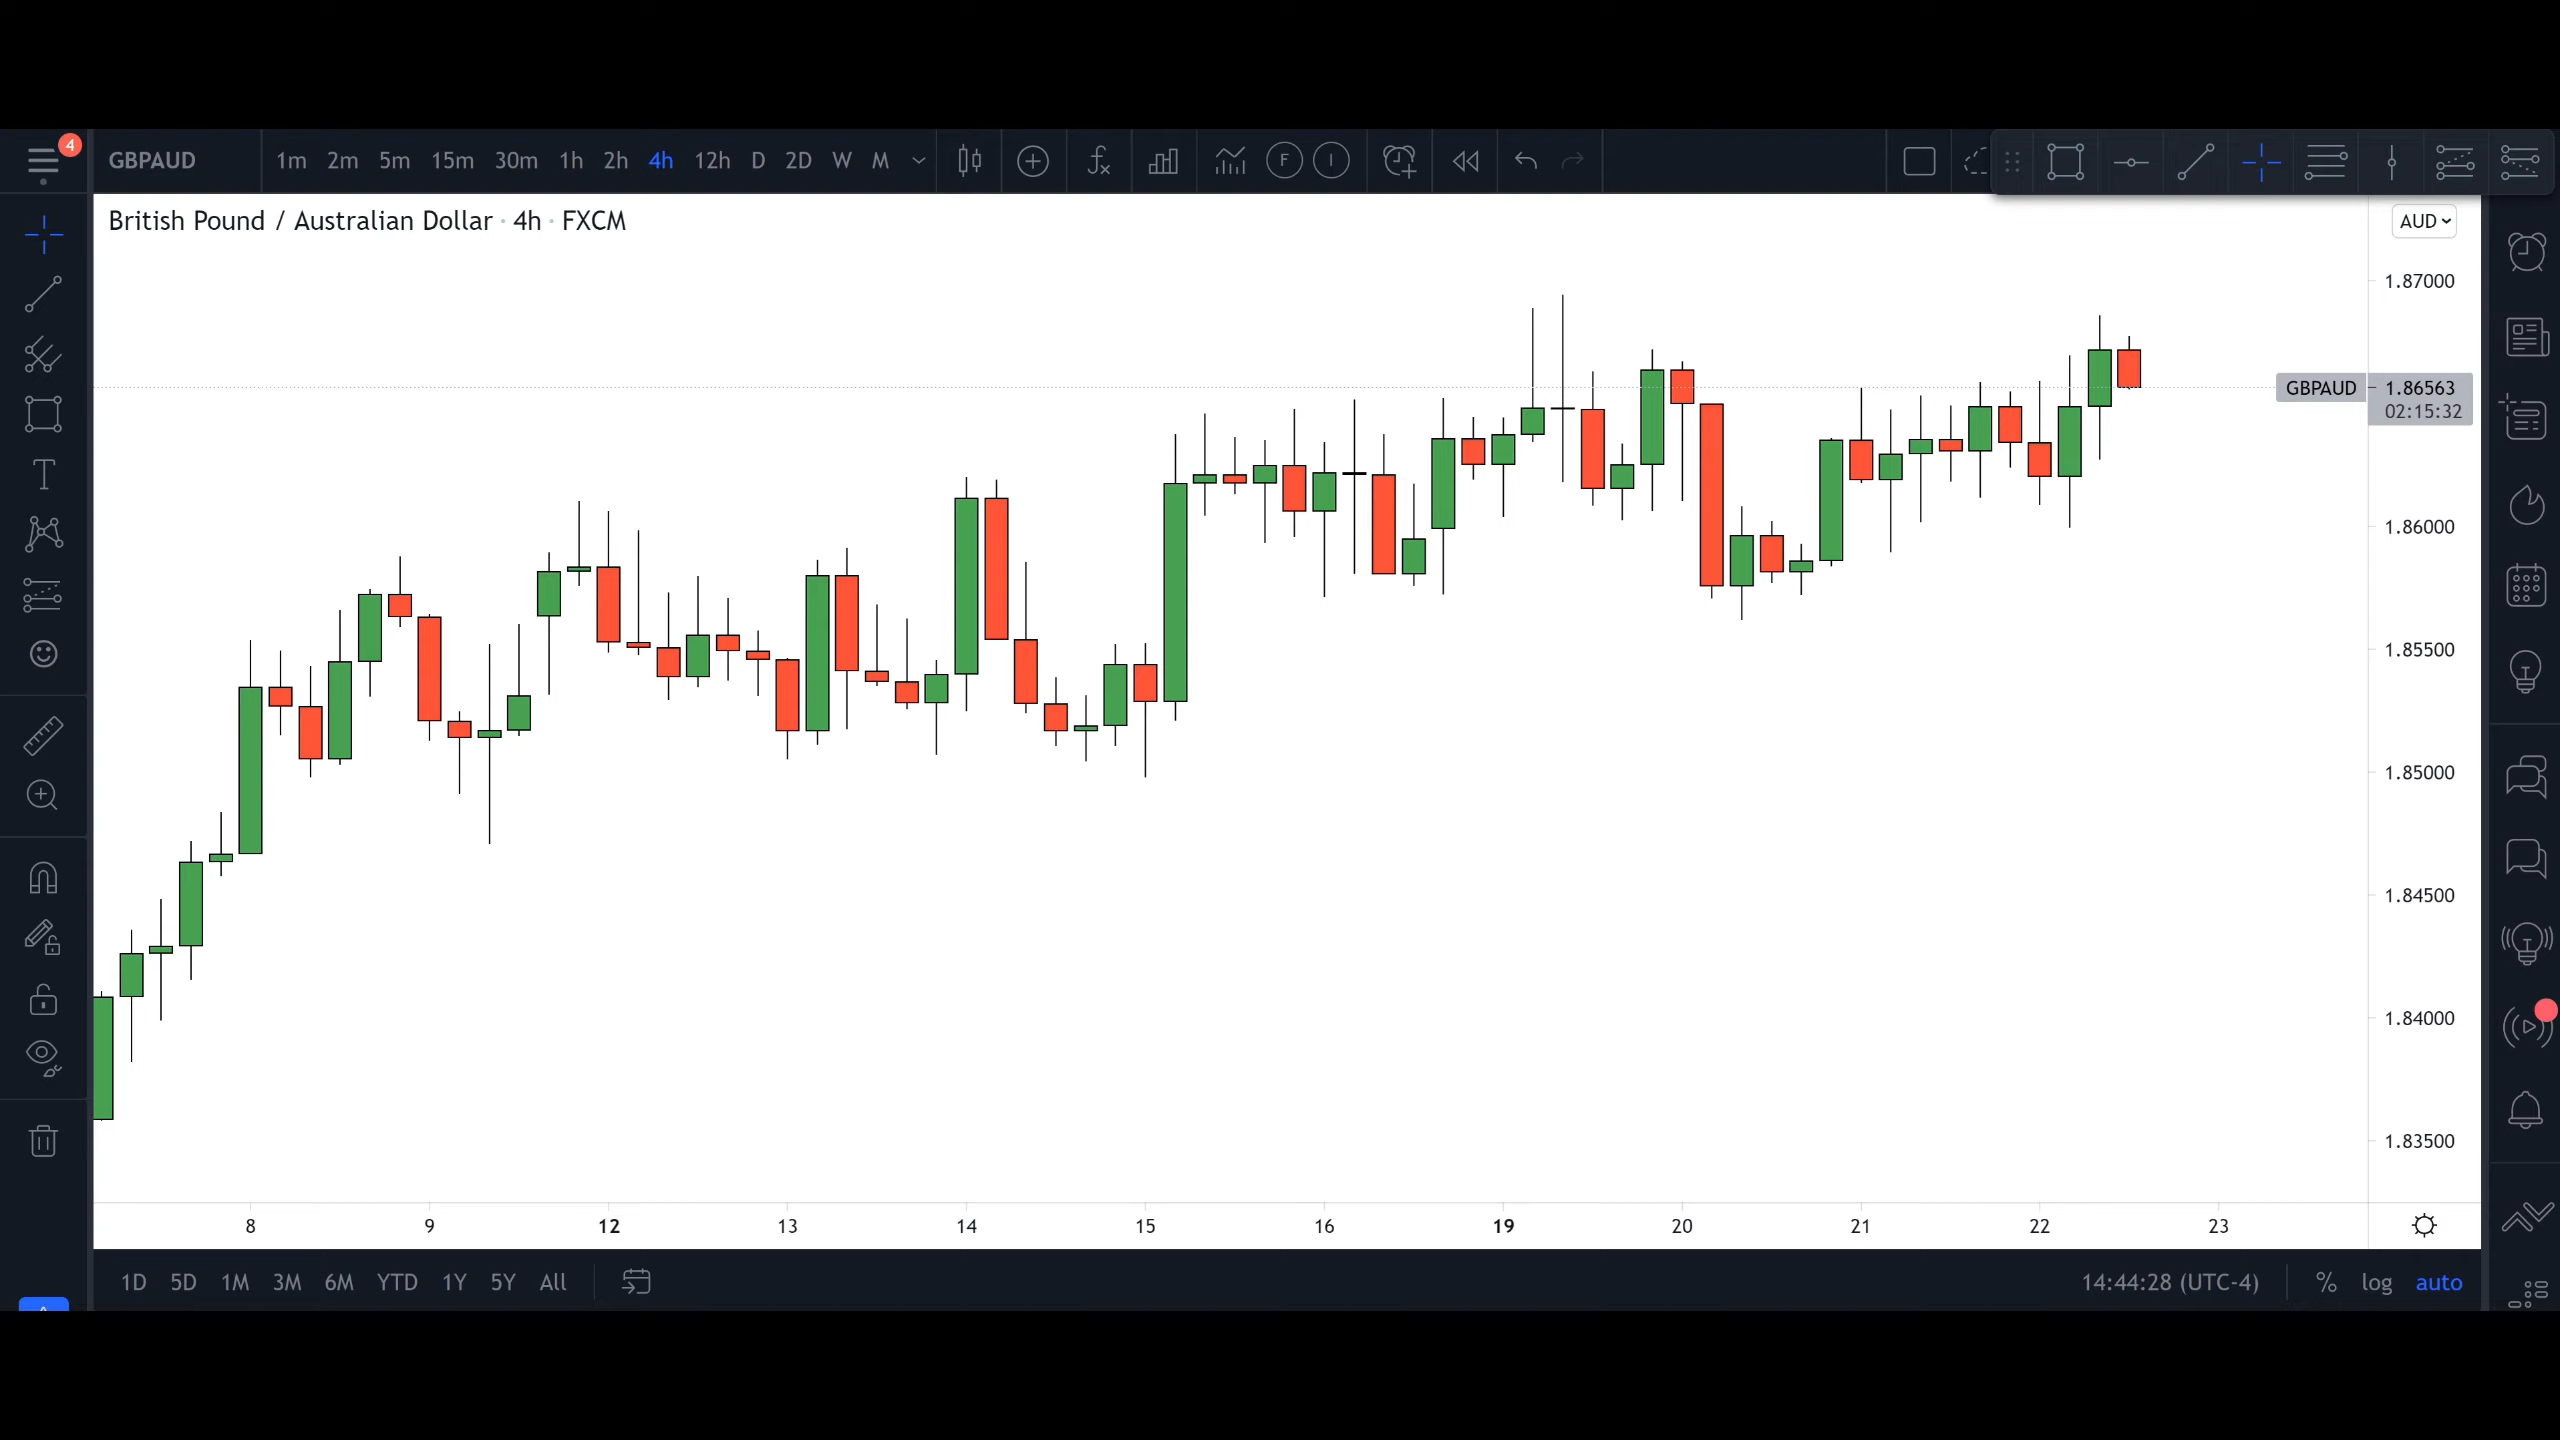 4
GBPAUD 1m 2m 5m 15m 30m 1h 2h 4h 12h D 2D W M F I
British Pound / Australian Dollar · 4h · FXCM
AUD
1.87000
GBPAUD 1.86563
02:15:32
1.86000
1.85500
1.85000
1.84500
1.84000
1.83500
8 9 12 13 14 15 16 19 20 21 22 23
1D 5D 1M 3M 6M YTD 1Y 5Y All 14:44:28 (UTC-4) % log auto